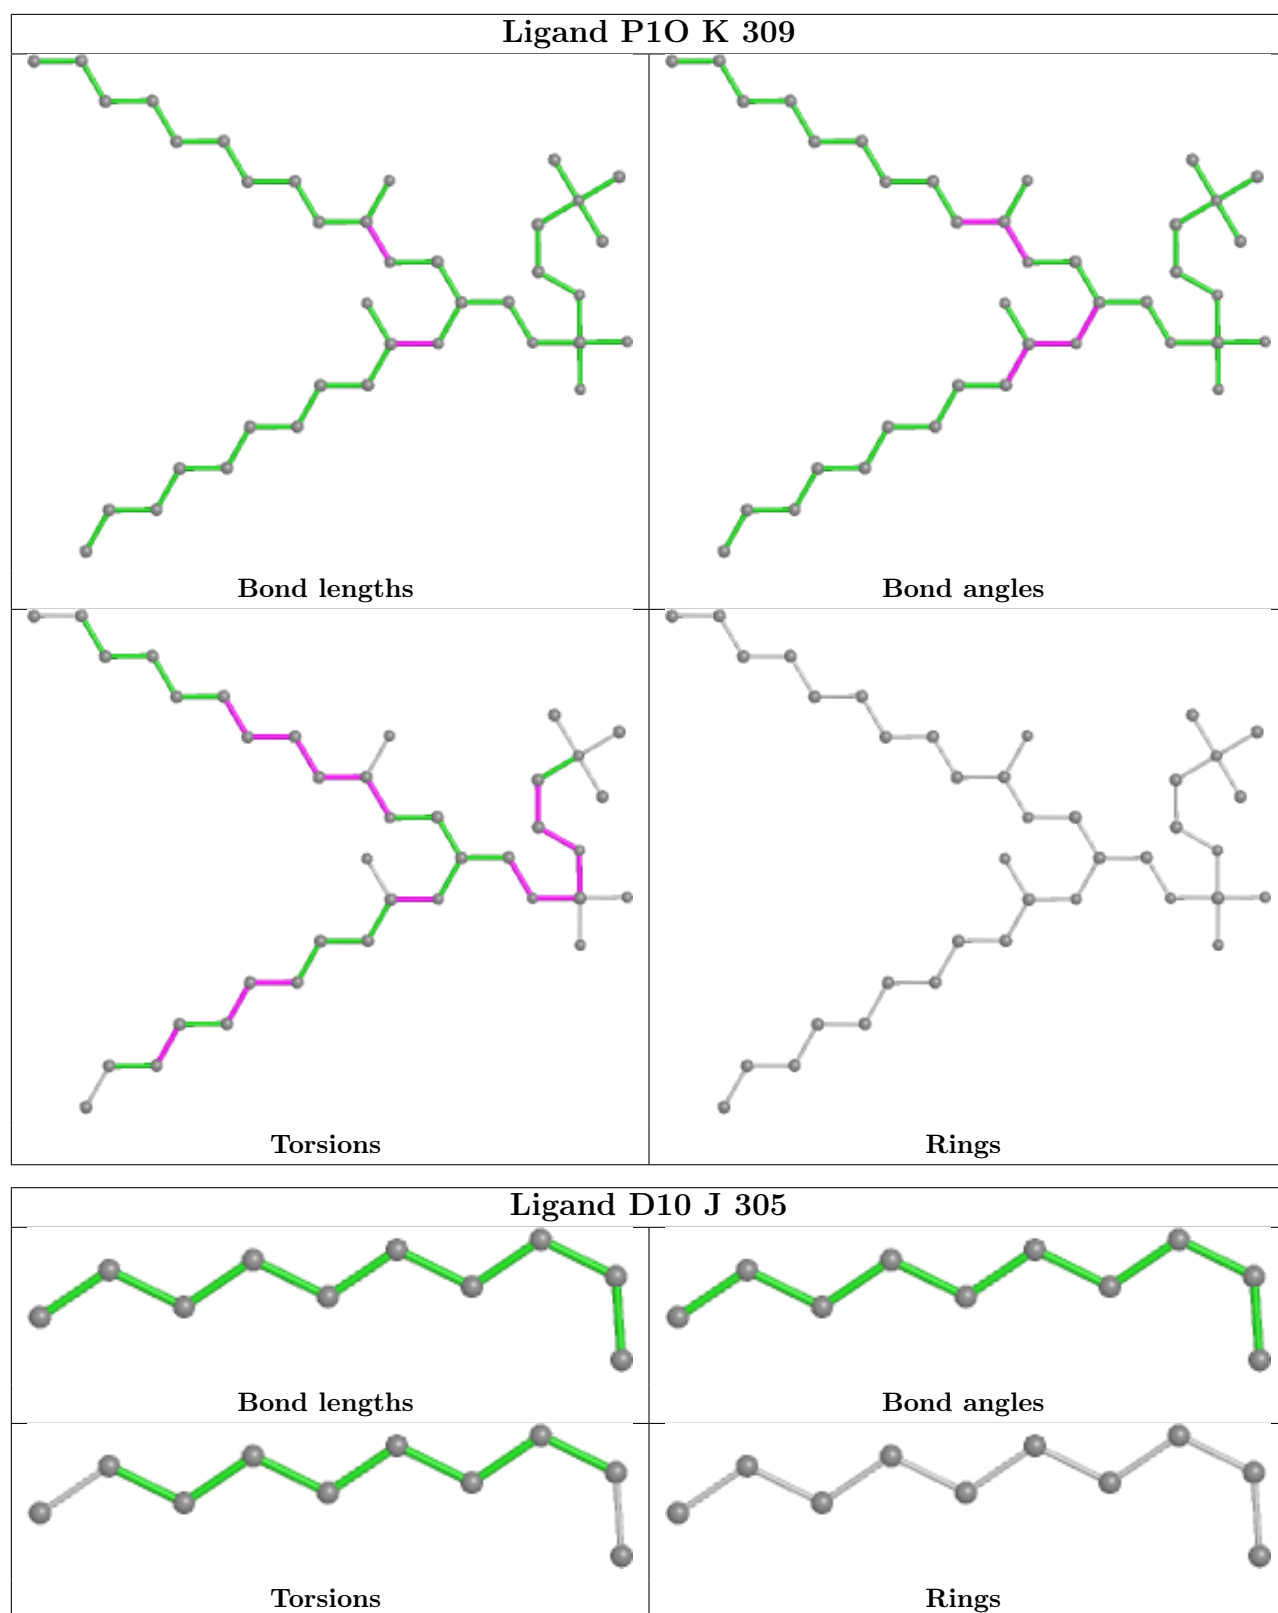 Ligand P1O K 309
Bond lengths
Bond angles
Torsions
Rings
Ligand D10 J 305
Bond lengths
Bond angles
Torsions
Rings